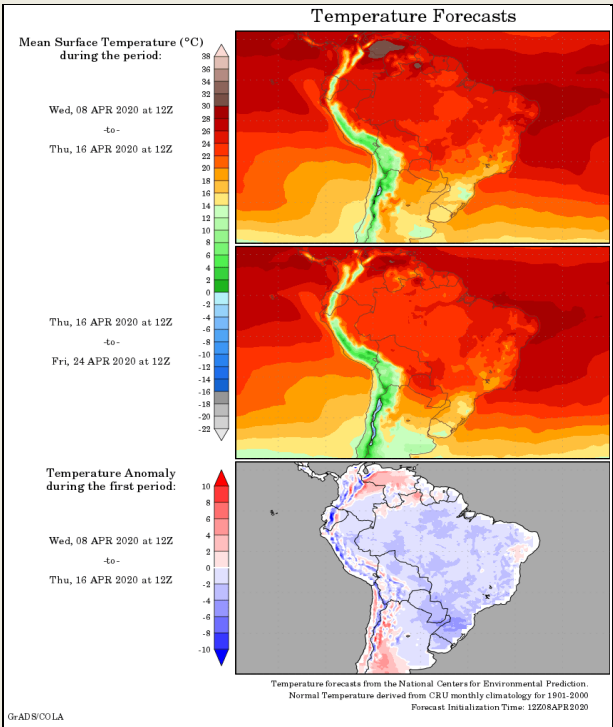 Temperature Forecasts
Mean Surface Temperature (°C)
during the period:
Wed, 08 APR 2020 at 12Z
-to-
Thu, 16 APR 2020 at 12Z
38
36
34
32
30
28
26
24
22
20
18
16
14
12
10
8
6
4
2
0
-2
-4
-6
-8
-10
-12
-14
-16
-18
-20
-22
Thu, 16 APR 2020 at 12Z
-to-
Fri, 24 APR 2020 at 12Z
Temperature Anomaly
during the first period:
Wed, 08 APR 2020 at 12Z
-to-
Thu, 16 APR 2020 at 12Z
10
8
6
4
2
0
-2
-4
-6
-8
-10
Temperature forecasts from the National Centers for Environmental Prediction.
Normal Temperature derived from CRU monthly climatology for 1901-2000
Forecast Initialization Time: 12Z08APR2020
GrADS/COLA